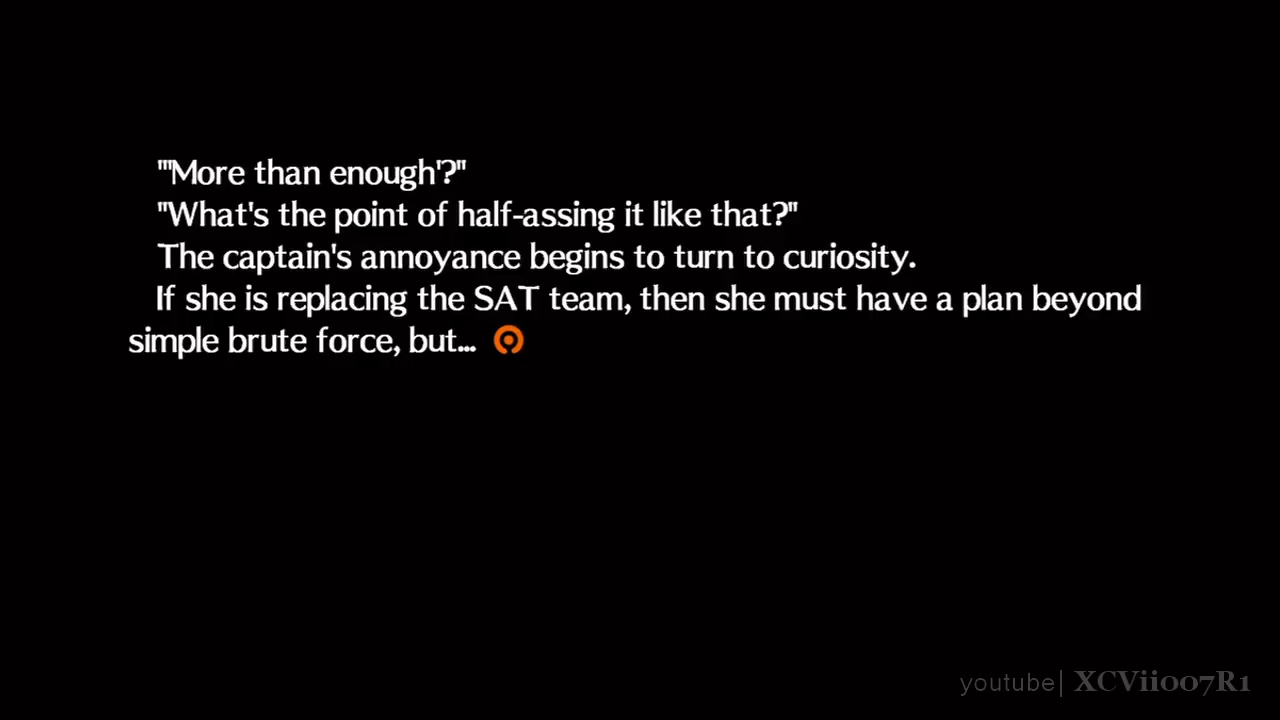 "'More than enough'?"
"What's the point of half-assing it like that?"
The captain's annoyance begins to turn to curiosity.
If she is replacing the SAT team, then she must have a plan beyond
simple brute force, but...
youtube| XCViii007R1